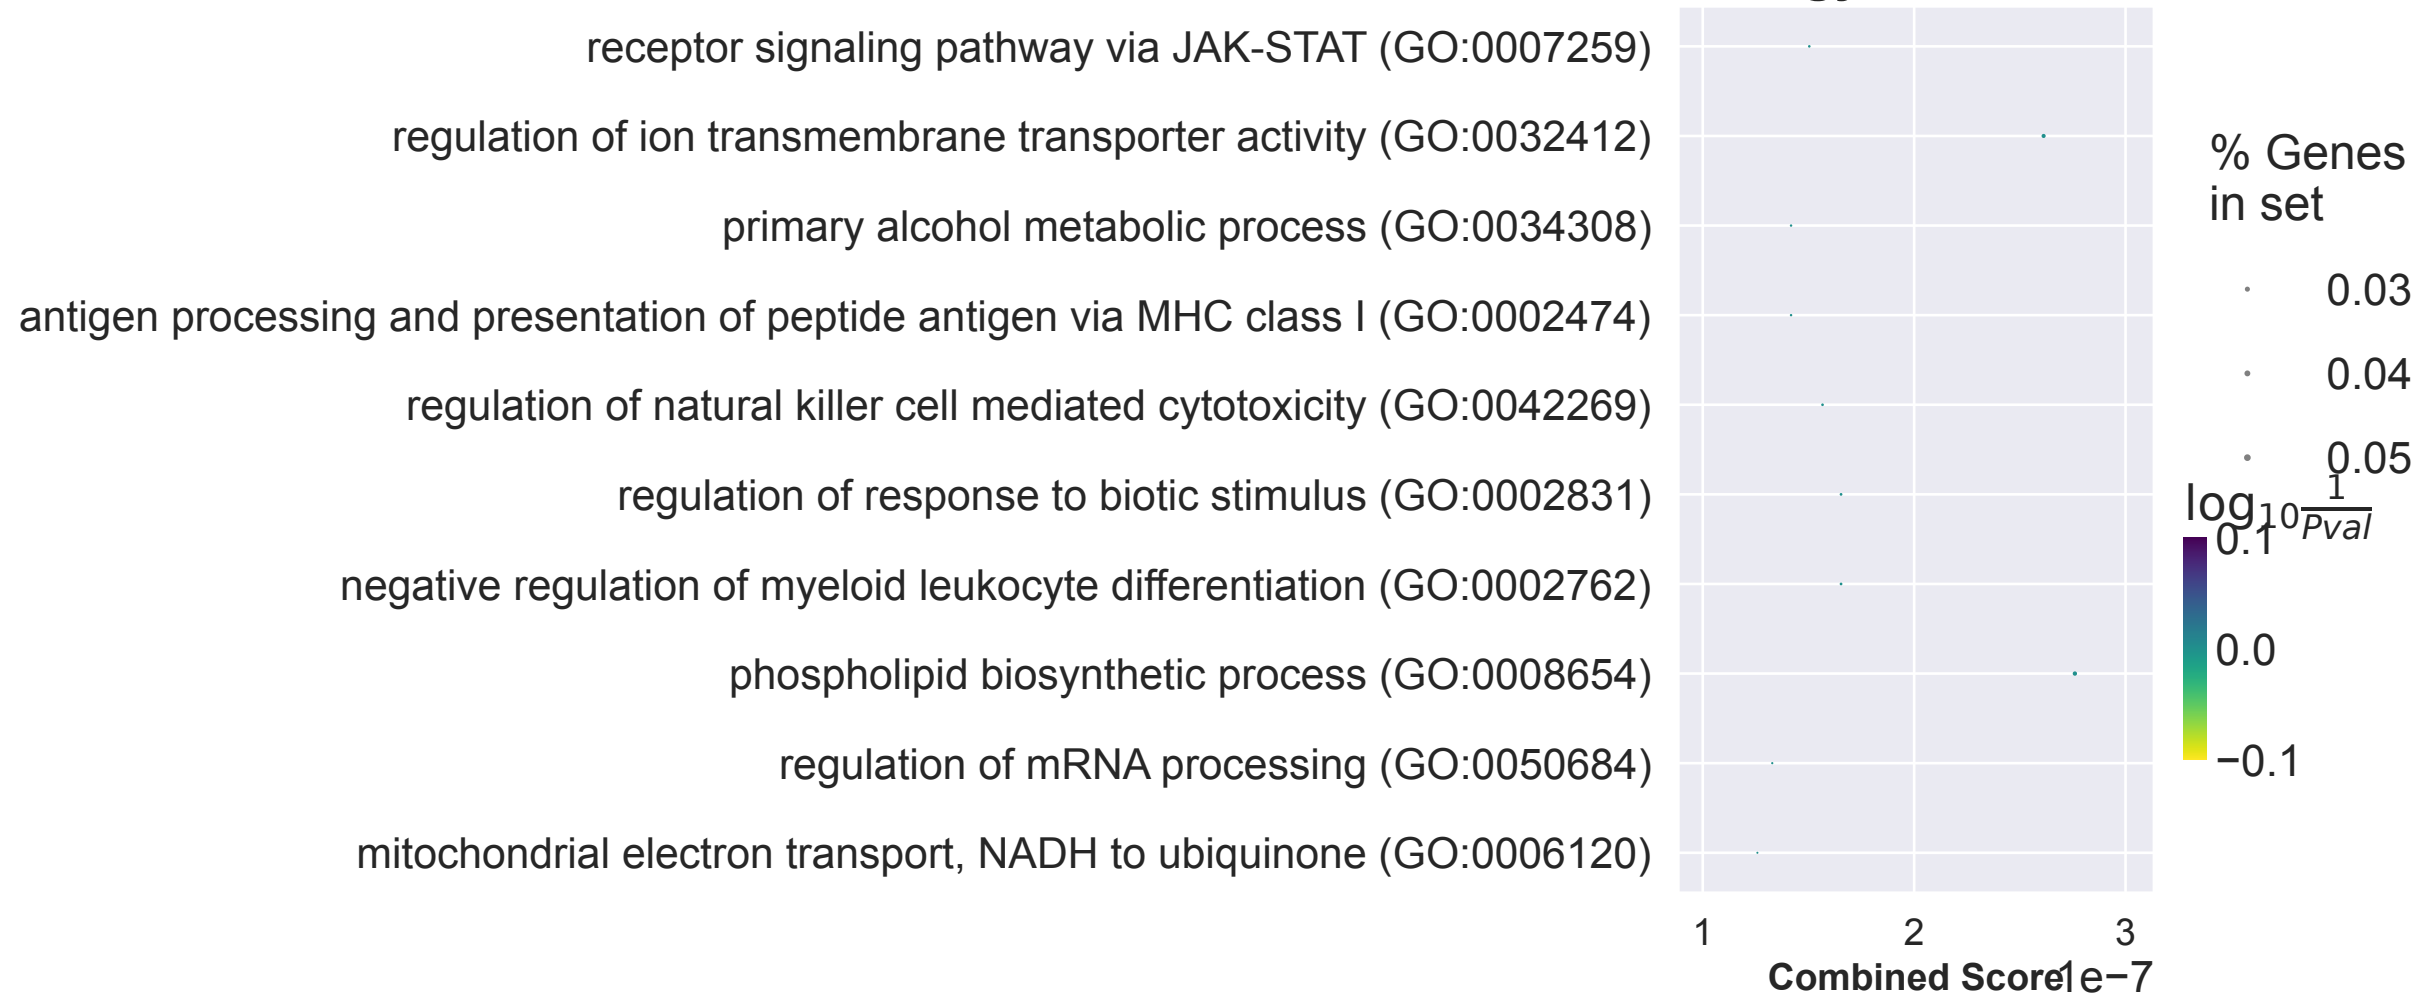 receptor signaling pathway via JAK-STAT (GO:0007259)
regulation of ion transmembrane transporter activity (GO:0032412)
primary alcohol metabolic process (GO:0034308)
antigen processing and presentation of peptide antigen via MHC class I (GO:0002474)
regulation of natural killer cell mediated cytotoxicity (GO:0042269)
regulation of response to biotic stimulus (GO:0002831)
negative regulation of myeloid leukocyte differentiation (GO:0002762)
phospholipid biosynthetic process (GO:0008654)
regulation of mRNA processing (GO:0050684)
mitochondrial electron transport, NADH to ubiquinone (GO:0006120)
1 2 3
Combined Score
1e−7
% Genes
in set
0.03
0.04
0.05
log10 1/Pval
0.1
0.0
−0.1